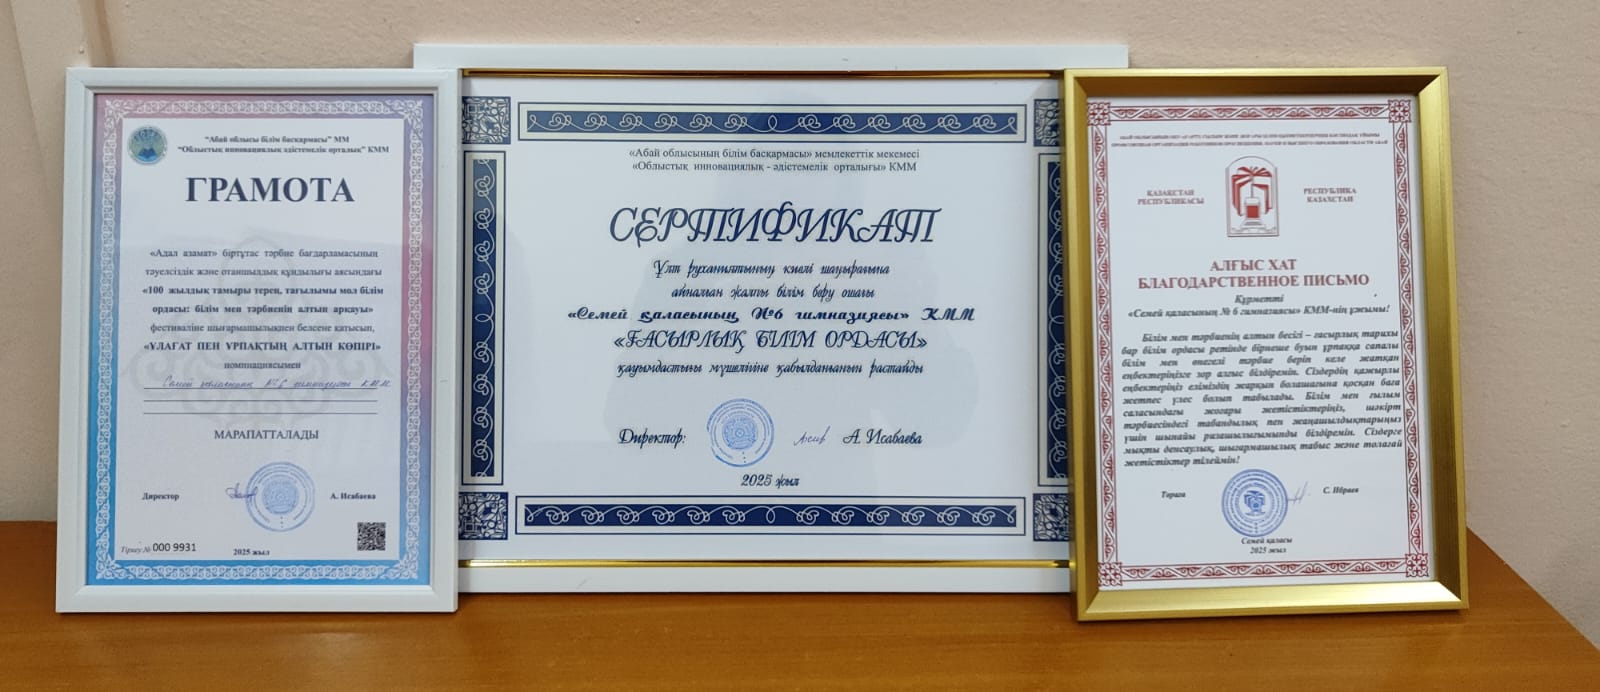 "Абай облысы білім басқармасы" ММ
"Облыстық инновациялық әдістемелік орталық" КММ
ГРАМОТА
«Адал азамат» біртұтас тәрбие бағдарламасының
тәуелсіздік және отаншылдық құндылығы аясындағы
«100 жылдық тамыры терең, тағылымы мол білім
ордасы: білім мен тәрбиенің алтын арқауы»
фестиваліне шығармашылықпен белсене қатысып,
«ҰЛАҒАТ ПЕН ҰРПАҚТЫҢ АЛТЫН КӨПІРІ»
номинациясымен
Семей қаласының №6 гимназиясы КММ
МАРАПАТТАЛАДЫ
Директор А. Исабаева
Тіркеу № 000 9931
2025 жыл
«Абай облысының білім басқармасы» мемлекеттік мекемесі
«Облыстық инновациялық - әдістемелік орталығы» КММ
СЕРТИФИКАТ
Ұлт руханиятының киелі шаңырағына
айналған жалпы білім беру ошағы
«Семей қаласының №6 гимназиясы» КММ
«ҒАСЫРЛЫҚ БІЛІМ ОРДАСЫ»
қауымдастығы мүшелігіне қабылданғанын растайды
Директор: А. Исабаева
2025 жыл
ҚАЗАҚСТАН РЕСПУБЛИКАСЫ
РЕСПУБЛИКА КАЗАХСТАН
АЛҒЫС ХАТ
БЛАГОДАРСТВЕННОЕ ПИСЬМО
Құрметті
«Семей қаласының № 6 гимназиясы» КММ-нің ұжымы!
Білім мен тәрбиенің алтын бесігі – ғасырлық тарихы
бар білім ордасы ретінде бірнеше буын ұрпаққа сапалы
білім мен өнегелі тәрбие беріп келе жатқан
еңбектеріңізге зор алғыс білдіремін. Сіздердің қажырлы
еңбектеріңіз еліміздің жарқын болашағына қосқан баға
жетпес үлес болып табылады. Білім мен ғылым
саласындағы жоғары жетістіктеріңіз, шәкірт
тәрбиесіндегі табандылық пен жаңашылдықтарыңыз
үшін шынайы ризашылығымды білдіремін. Сіздерге
мықты денсаулық, шығармашылық табыс және толағай
жетістіктер тілеймін!
Төраға С. Ибраев
Семей қаласы
2025 жыл